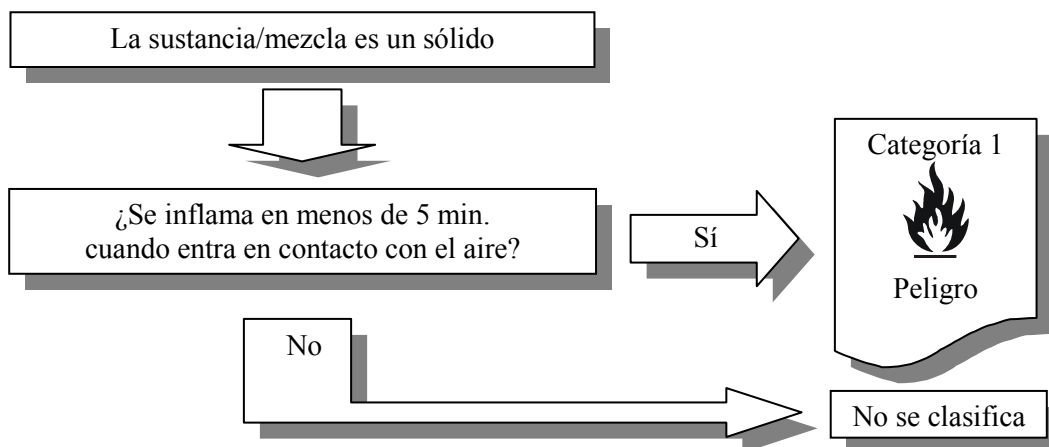 La sustancia/mezcla es un sólido
¿Se inflama en menos de 5 min.
cuando entra en contacto con el aire?
Sí
Categoría 1
Peligro
No
No se clasifica